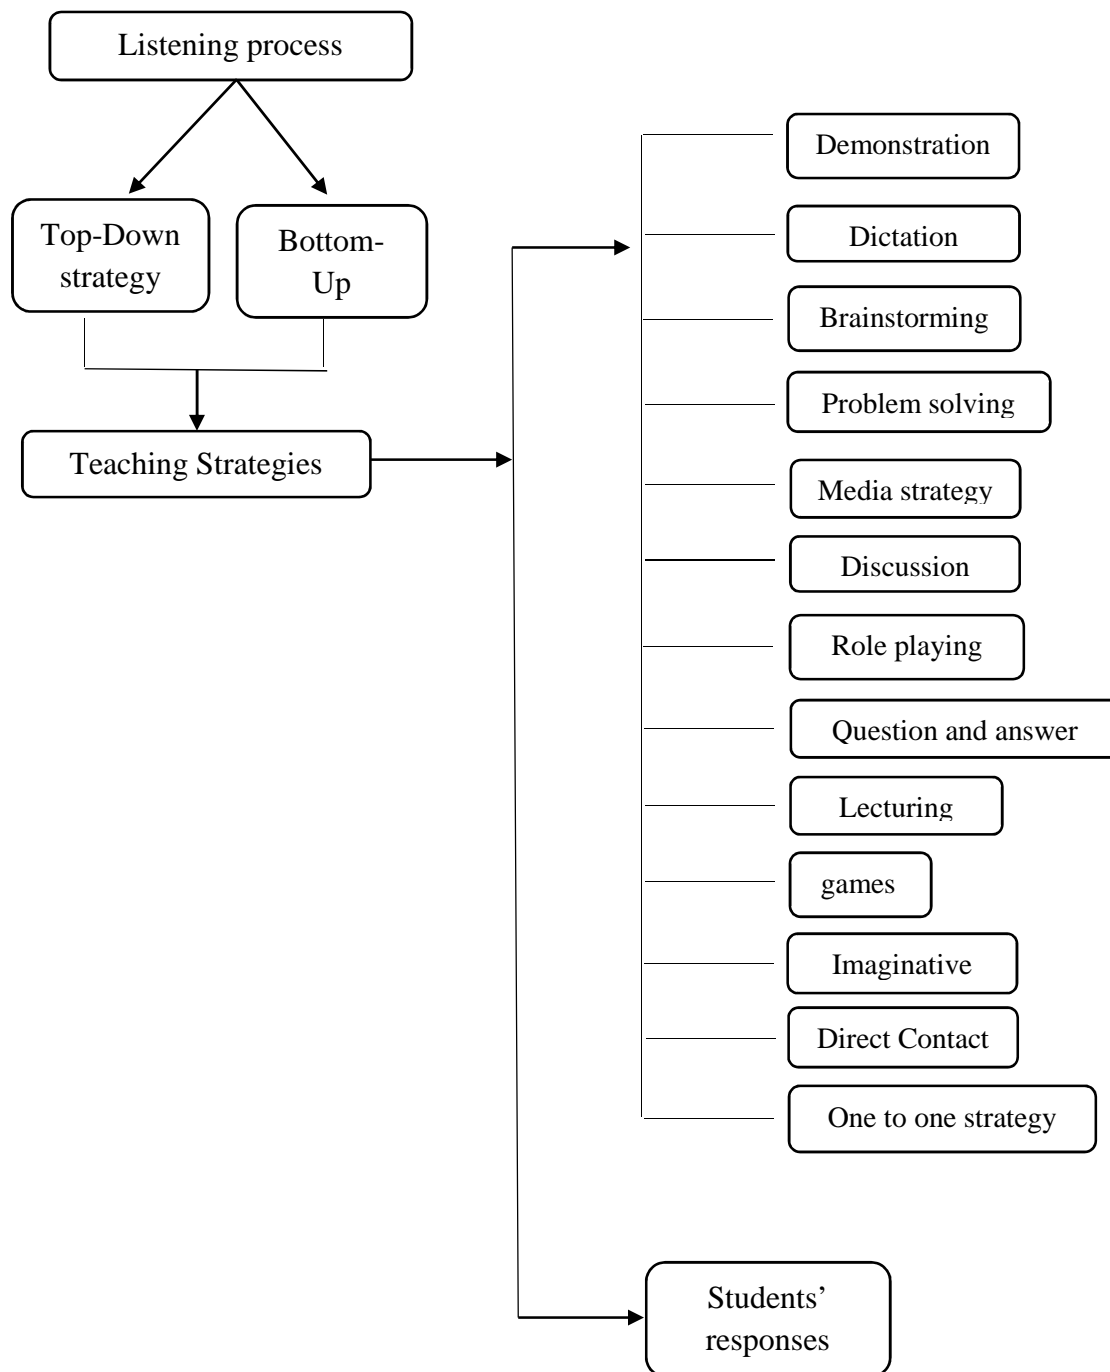 Listening process
Top-Down
strategy
Bottom-
Up
Teaching Strategies
Demonstration
Dictation
Brainstorming
Problem solving
Media strategy
Discussion
Role playing
Question and answer
Lecturing
games
Imaginative
Direct Contact
One to one strategy
Students’
responses